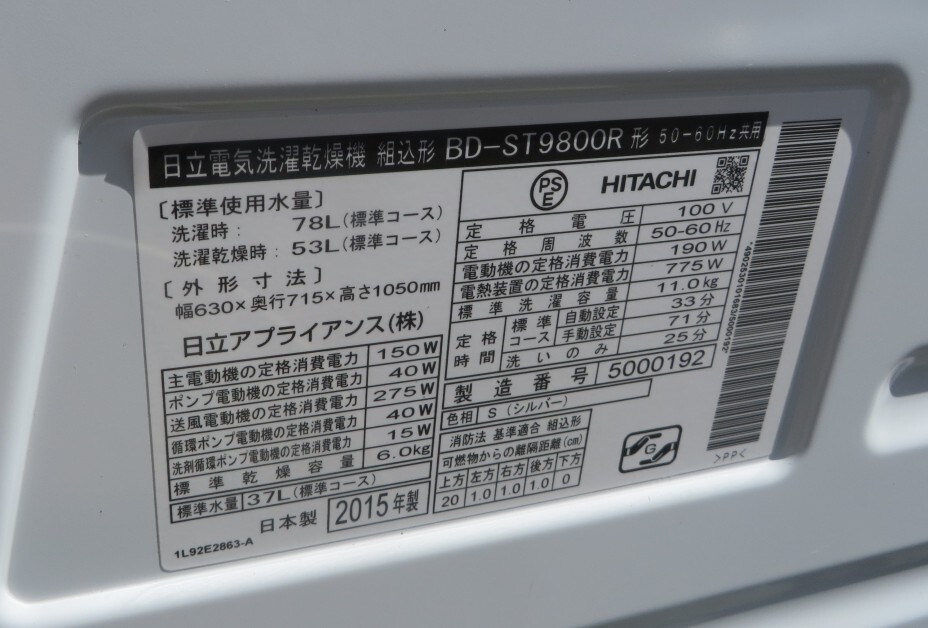 日立電気洗濯乾燥機 組込形 BD-ST9800R 形 50-60Hz共用
〔標準使用水量〕
洗濯時： 78L(標準コース)
洗濯乾燥時： 53L(標準コース)
〔外形寸法〕
幅630×奥行715×高さ1050mm
日立アプライアンス(株)
主電動機の定格消費電力 150W
ポンプ電動機の定格消費電力 40W
送風電動機の定格消費電力 275W
循環ポンプ電動機の定格消費電力 40W
洗剤循環ポンプ電動機の定格消費電力 15W
標準乾燥容量 6.0kg
標準水量 37L(標準コース)
日本製 2015年製
1L92E2863-A
PSE HITACHI
定格電圧 100V
定格周波数 50-60Hz
電動機の定格消費電力 190W
電熱装置の定格消費電力 775W
標準洗濯容量 11.0kg
定格時間 標準コース 自動設定 33分
手動設定 71分
洗いのみ 25分
製造番号 5000192
色相 S(シルバー)
消防法 基準適合 組込形
可燃物からの離隔距離(cm)
上方 左方 右方 後方 下方
20 1.0 1.0 1.0 0
G
>PP<